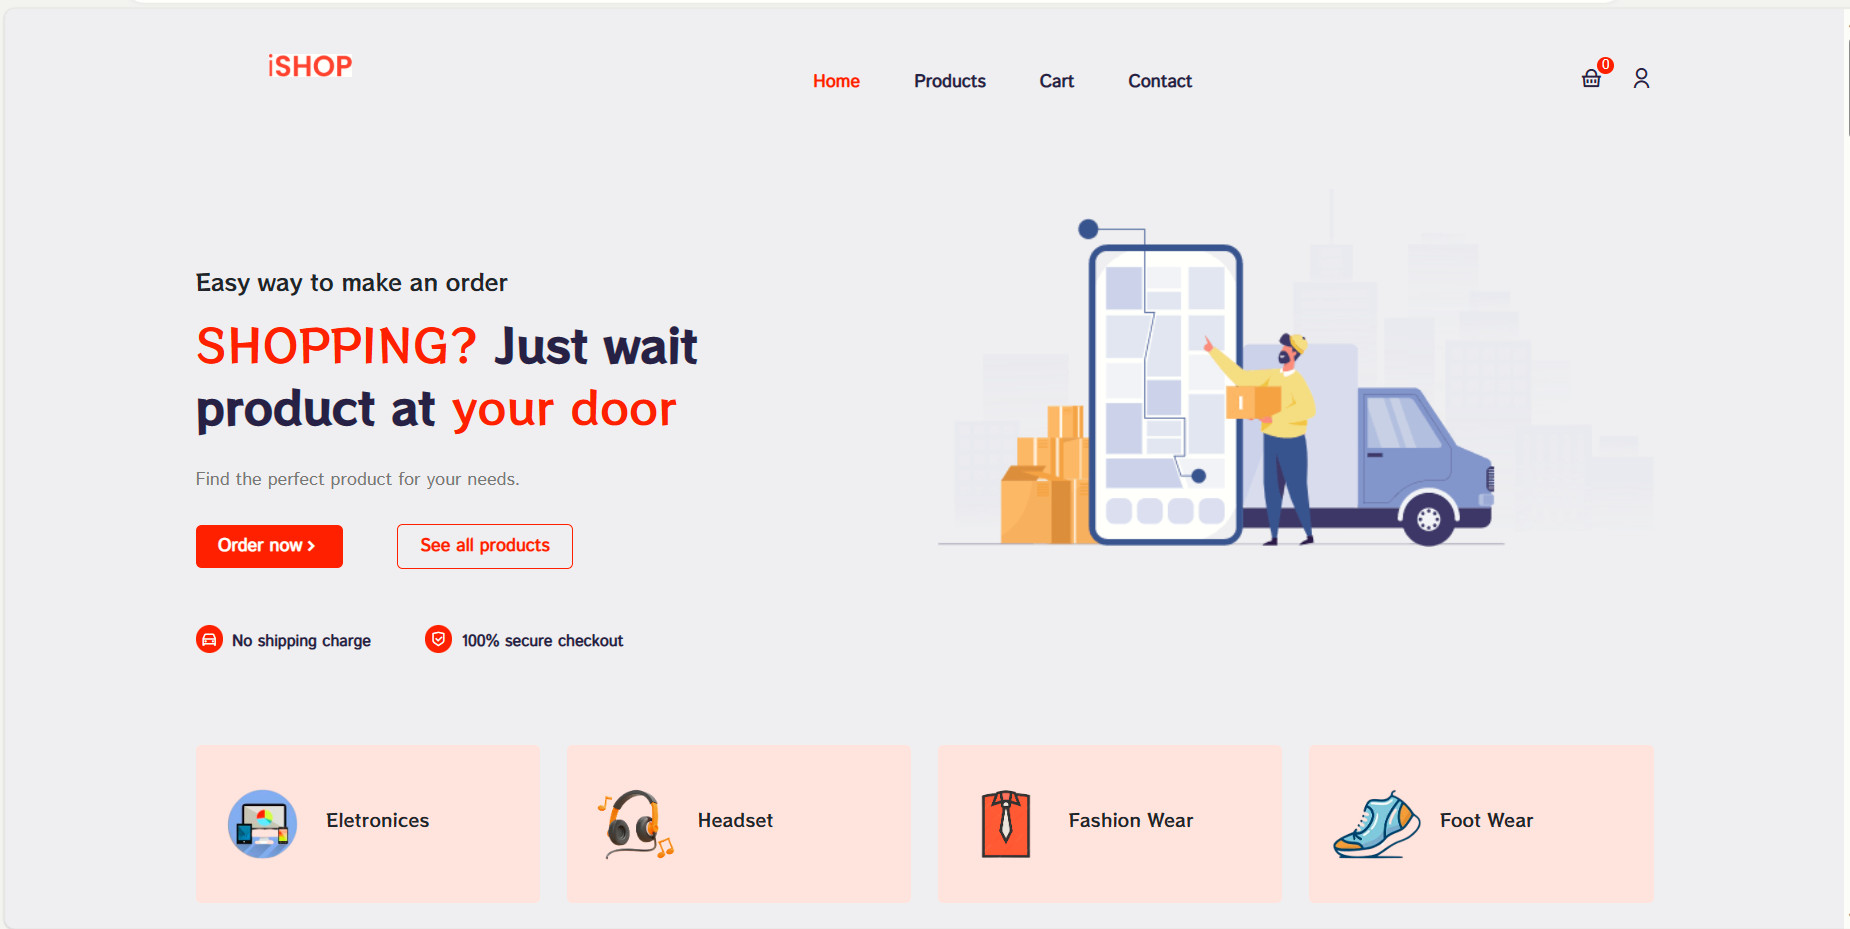 iSHOP
Home Products Cart Contact
0
Easy way to make an order
SHOPPING? Just wait
product at your door
Find the perfect product for your needs.
Order now >
See all products
No shipping charge
100% secure checkout
Eletronices
Headset
Fashion Wear
Foot Wear